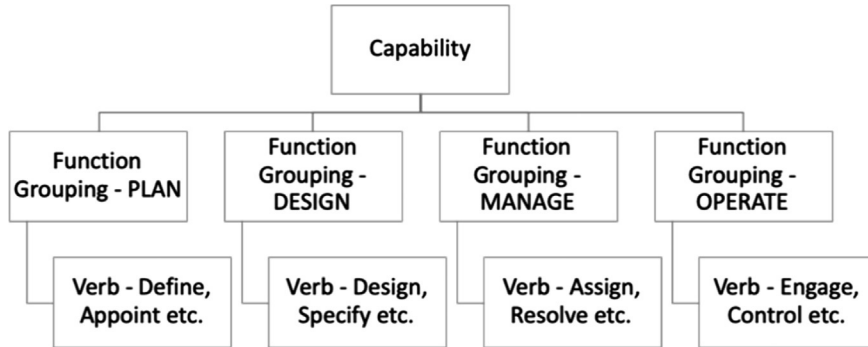 Capability
Function
Grouping - PLAN
Function
Grouping -
DESIGN
Function
Grouping -
MANAGE
Function
Grouping -
OPERATE
Verb - Define,
Appoint etc.
Verb - Design,
Specify etc.
Verb - Assign,
Resolve etc.
Verb - Engage,
Control etc.